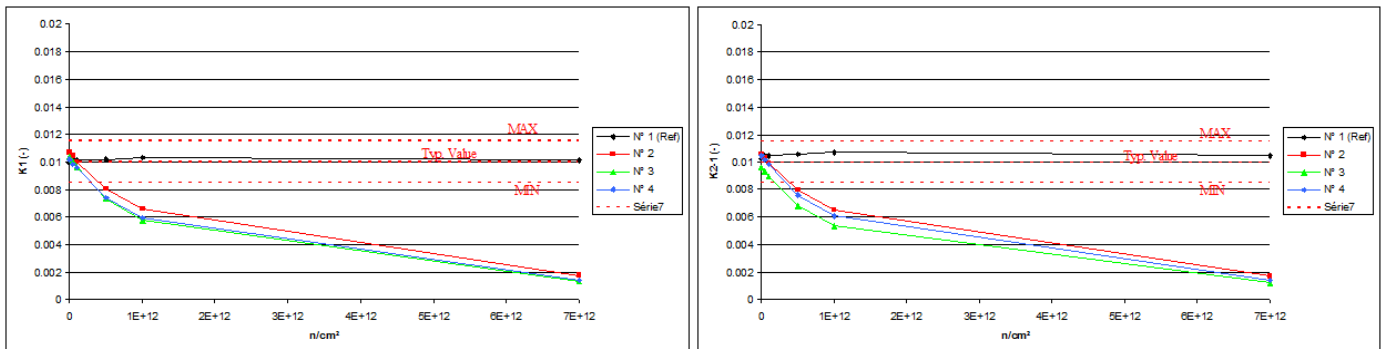 0.02
0.018
0.016
0.014
0.012
0.01
0.008
0.006
0.004
0.002
0
K1 (-)
MAX
Typ. Value
MIN
0 1E+12 2E+12 3E+12 4E+12 5E+12 6E+12 7E+12
n/cm²
N° 1 (Ref)
N° 2
N° 3
N° 4
Série7
0.02
0.018
0.016
0.014
0.012
0.01
0.008
0.006
0.004
0.002
0
K2-1 (-)
MAX
Typ. Value
MIN
0 1E+12 2E+12 3E+12 4E+12 5E+12 6E+12 7E+12
n/cm²
N° 1 (Ref)
N° 2
N° 3
N° 4
Série7